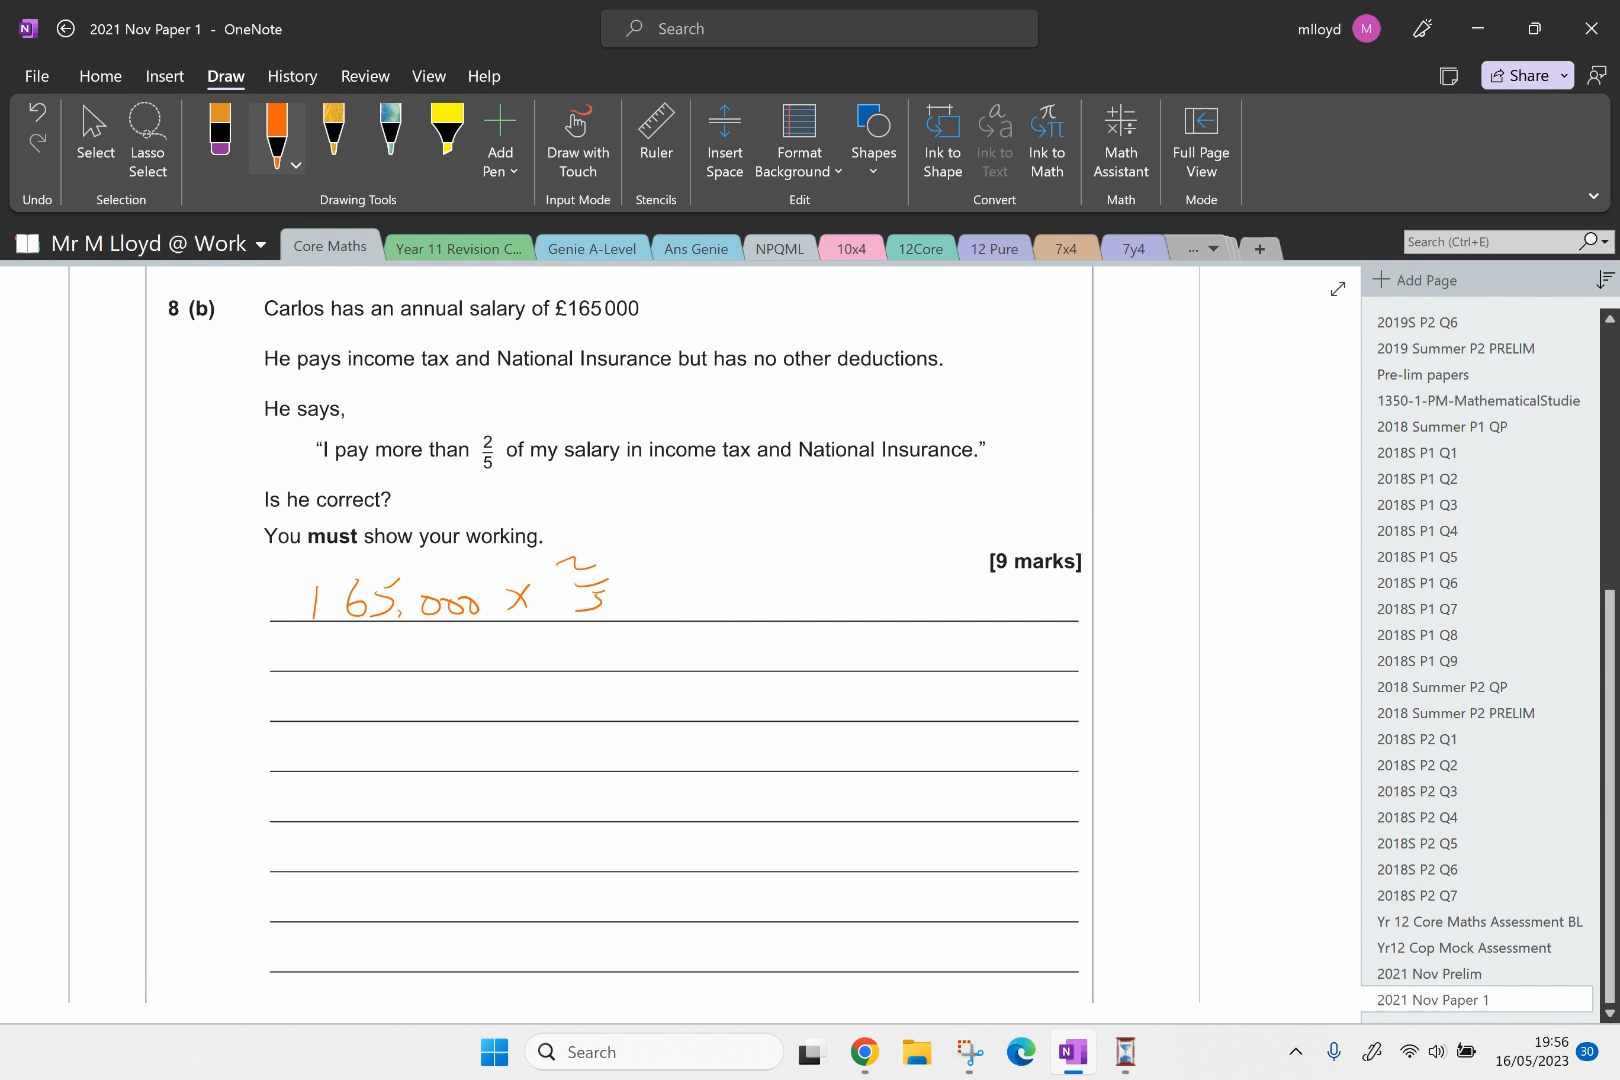 2021 Nov Paper 1 - OneNote
Search
mlloyd
M
File Home Insert Draw History Review View Help
Share
Select
Lasso Select
Add Pen
Draw with Touch
Ruler
Insert Space
Format Background
Shapes
Ink to Shape
Ink to Text
Ink to Math
Math Assistant
Full Page View
Undo
Selection
Drawing Tools
Input Mode
Stencils
Edit
Convert
Math
Mode
Mr M Lloyd @ Work
Core Maths
Year 11 Revision C...
Genie A-Level
Ans Genie
NPQML
10x4
12Core
12 Pure
7x4
7y4
...
Search (Ctrl+E)
8 (b) Carlos has an annual salary of £165 000
He pays income tax and National Insurance but has no other deductions.
He says,
“I pay more than 2/5 of my salary in income tax and National Insurance.”
Is he correct?
You must show your working.
[9 marks]
165,000 × 2/5
Add Page
2019S P2 Q6
2019 Summer P2 PRELIM
Pre-lim papers
1350-1-PM-MathematicalStudie
2018 Summer P1 QP
2018S P1 Q1
2018S P1 Q2
2018S P1 Q3
2018S P1 Q4
2018S P1 Q5
2018S P1 Q6
2018S P1 Q7
2018S P1 Q8
2018S P1 Q9
2018 Summer P2 QP
2018 Summer P2 PRELIM
2018S P2 Q1
2018S P2 Q2
2018S P2 Q3
2018S P2 Q4
2018S P2 Q5
2018S P2 Q6
2018S P2 Q7
Yr 12 Core Maths Assessment BL
Yr12 Cop Mock Assessment
2021 Nov Prelim
2021 Nov Paper 1
Search
19:56
16/05/2023
30